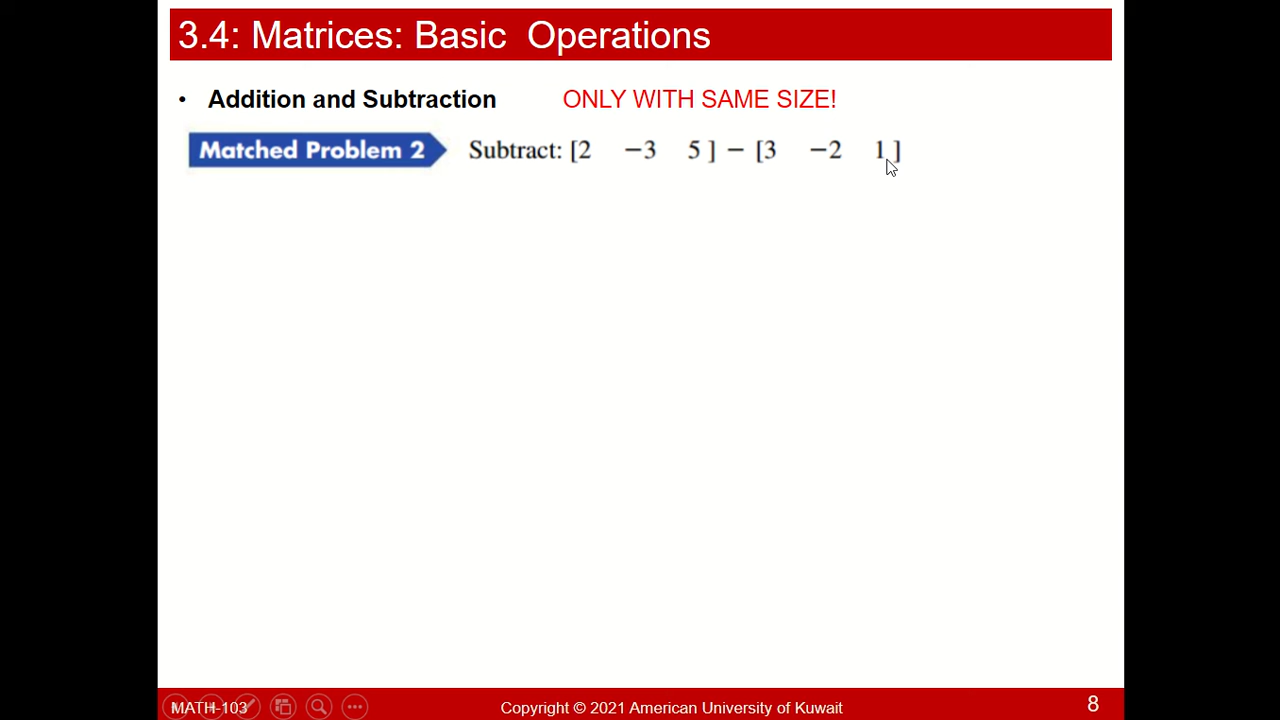 3.4: Matrices: Basic Operations
• Addition and Subtraction ONLY WITH SAME SIZE!
Matched Problem 2 Subtract: [2 −3 5 ] − [3 −2 1 ]
MATH-103 Copyright © 2021 American University of Kuwait 8